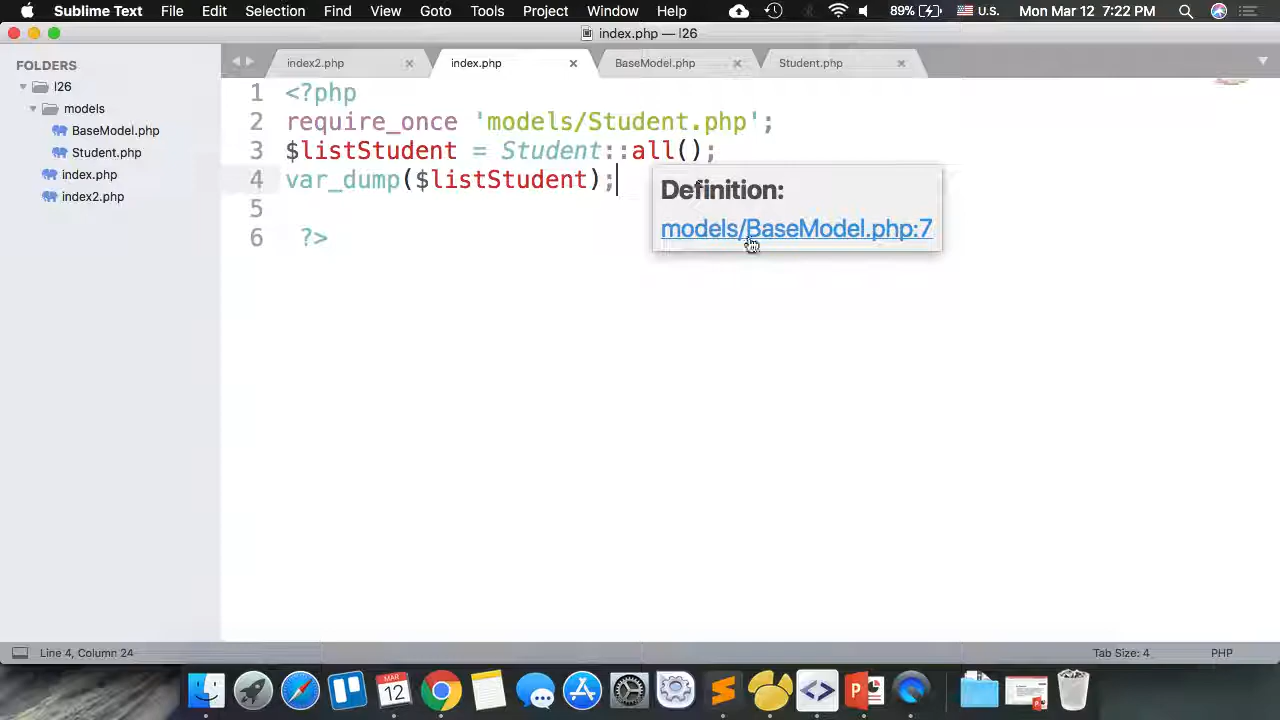 Sublime Text File Edit Selection Find View Goto Tools Project Window Help 89% U.S. Mon Mar 12 7:22 PM
index.php — l26
FOLDERS
l26
models
BaseModel.php
Student.php
index.php
index2.php
index2.php index.php BaseModel.php Student.php
1 <?php
2 require_once 'models/Student.php';
3 $listStudent = Student::all();
4 var_dump($listStudent);
5
6 ?>
Definition:
models/BaseModel.php:7
Line 4, Column 24 Tab Size: 4 PHP
MAR
12